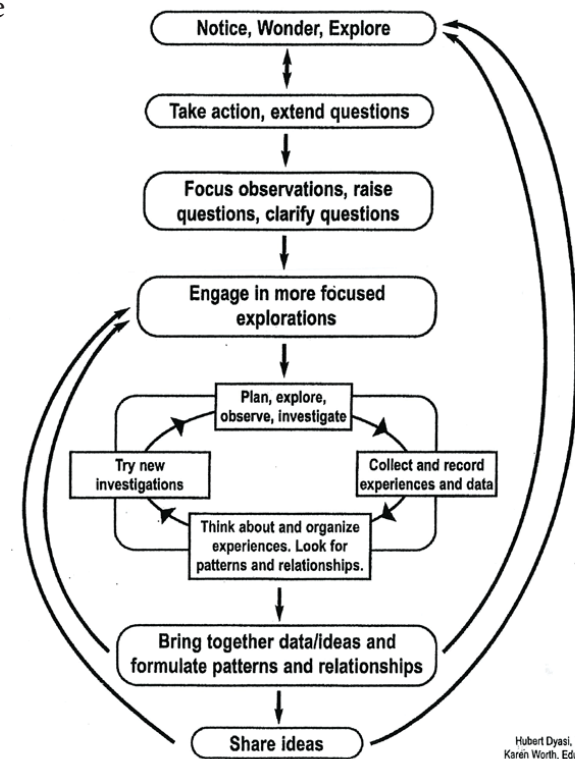 e
Notice, Wonder, Explore
Take action, extend questions
Focus observations, raise
questions, clarify questions
Engage in more focused
explorations
Plan, explore,
observe, investigate
Try new
investigations
Collect and record
experiences and data
Think about and organize
experiences. Look for
patterns and relationships.
Bring together data/ideas and
formulate patterns and relationships
Share ideas
Hubert Dyasi,
Karen Worth, Edu